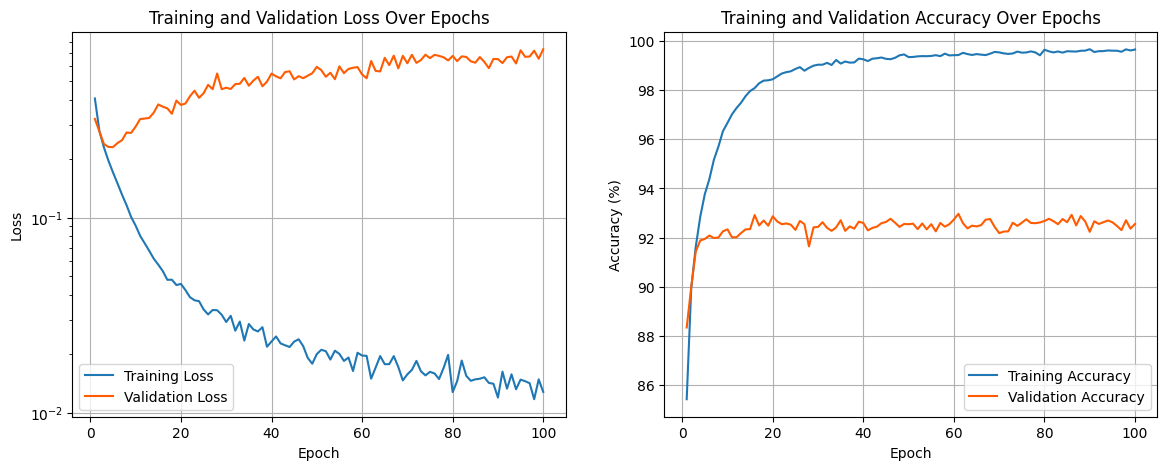 Training and Validation Loss Over Epochs
Loss
10⁻¹
10⁻²
0 20 40 60 80 100
Epoch
Training Loss
Validation Loss
Training and Validation Accuracy Over Epochs
Accuracy (%)
100
98
96
94
92
90
88
86
0 20 40 60 80 100
Epoch
Training Accuracy
Validation Accuracy